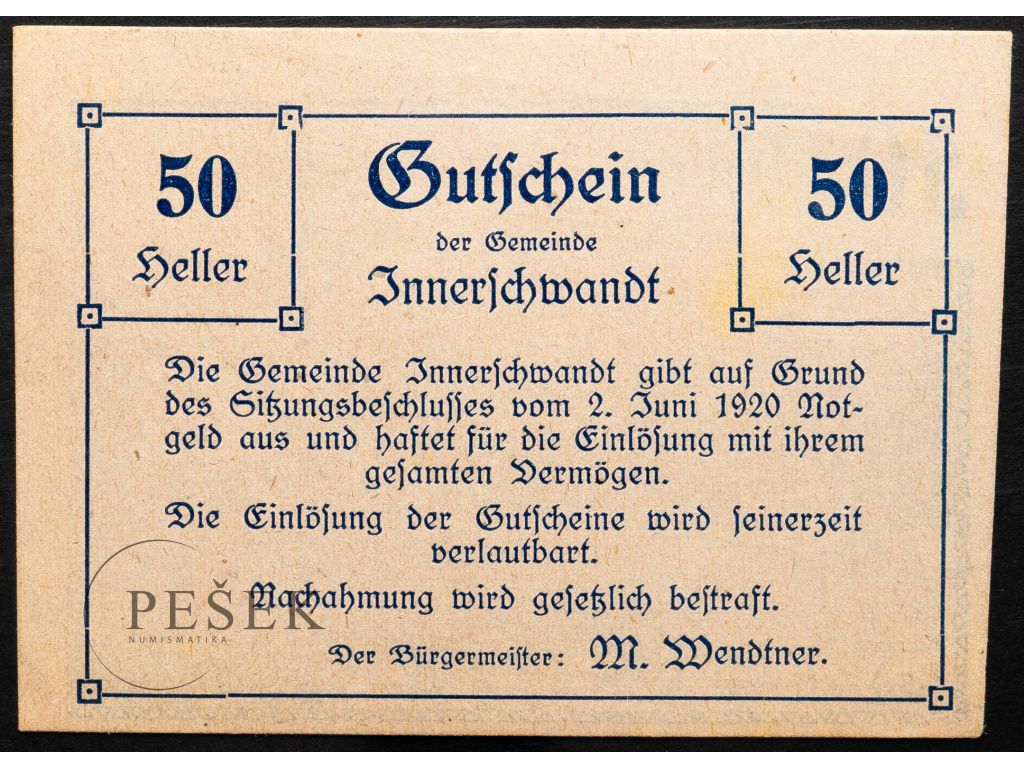 50
Heller
Gutschein
der Gemeinde
Innerschwandt
50
Heller
Die Gemeinde Innerschwandt gibt auf Grund
des Sitzungsbeschlusses vom 2. Juni 1920 Not-
geld aus und haftet für die Einlösung mit ihrem
gesamten Vermögen.
Die Einlösung der Gutscheine wird seinerzeit
verlautbart.
Nachahmung wird gesetzlich bestraft.
Der Bürgermeister: M. Wendtner.
PEŠEK
NUMISMATIKA